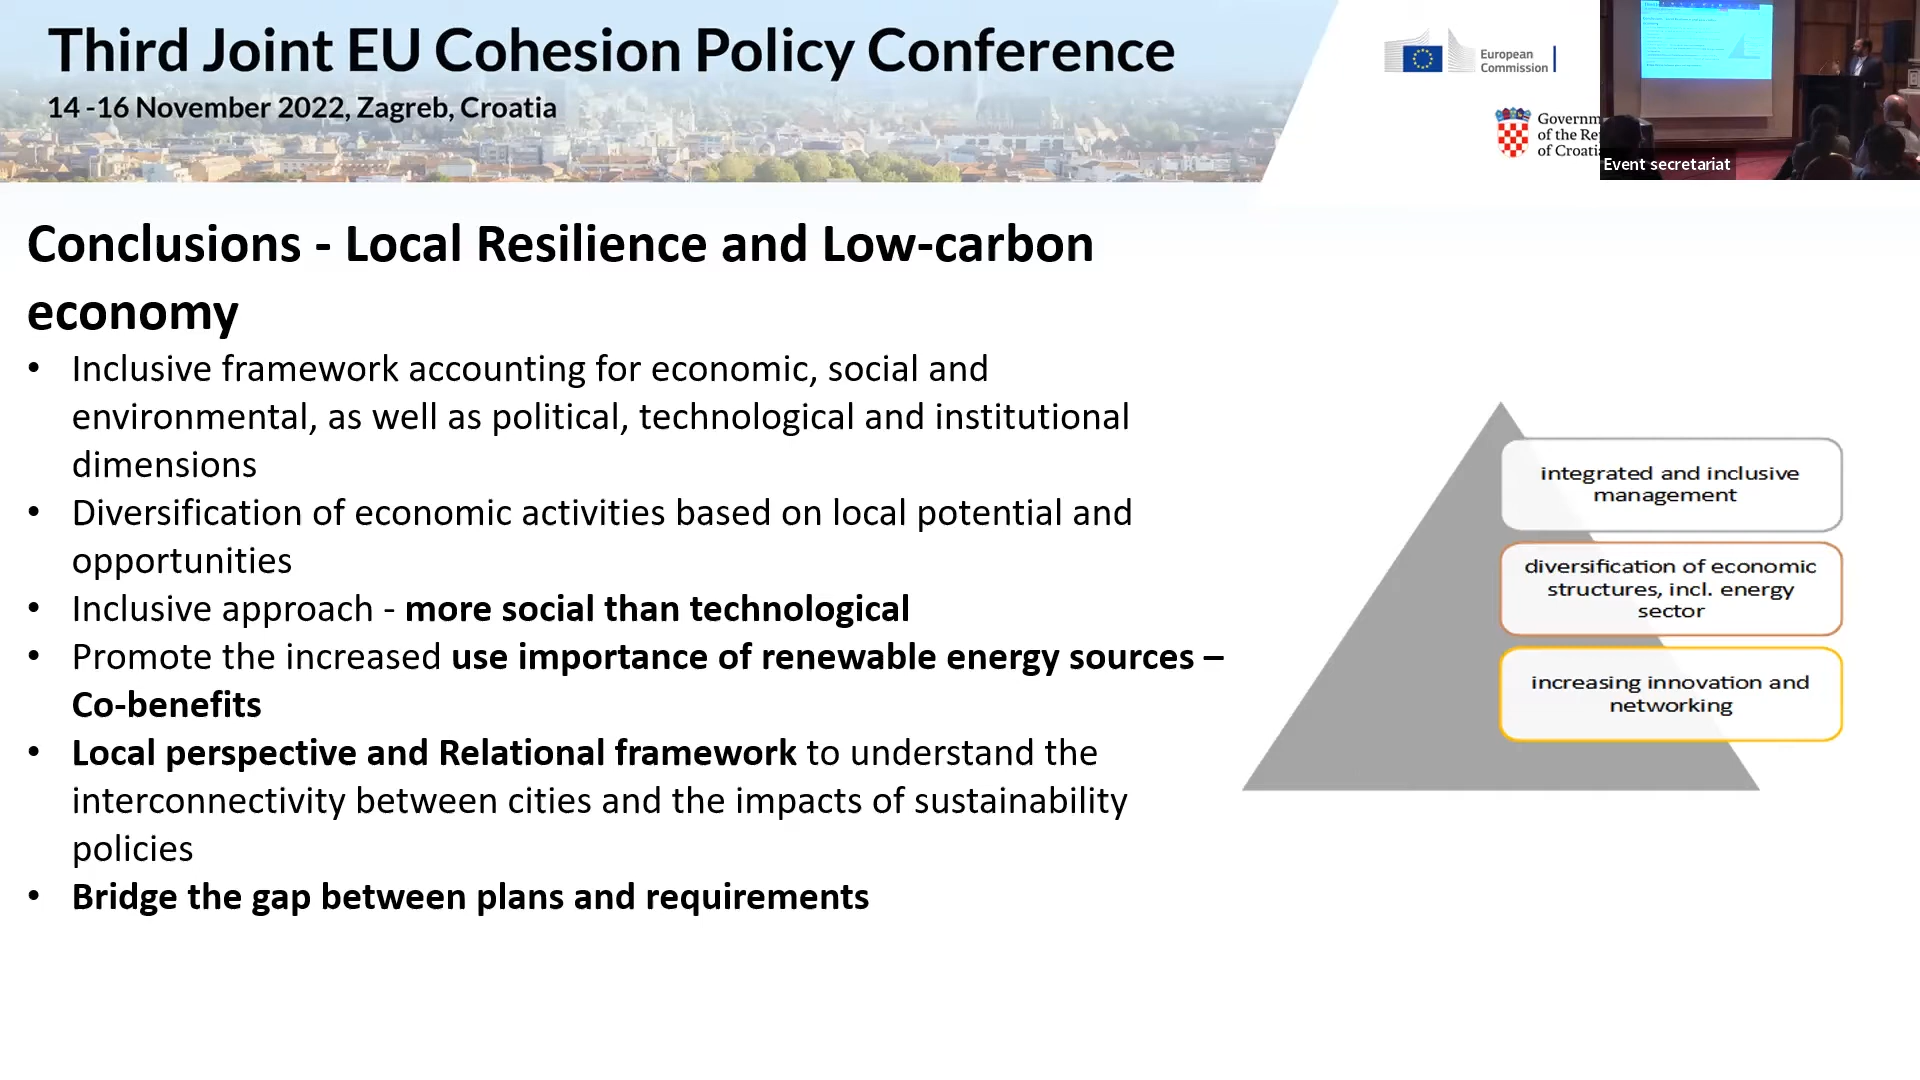 Third Joint EU Cohesion Policy Conference
14 -16 November 2022, Zagreb, Croatia
European
Commission
of the
of
Event secretariat
Conclusions - Local Resilience and Low-carbon
economy
• Inclusive framework accounting for economic, social and
environmental, as well as political, technological and institutional
dimensions
• Diversification of economic activities based on local potential and
opportunities
• Inclusive approach - more social than technological
• Promote the increased use importance of renewable energy sources –
Co-benefits
• Local perspective and Relational framework to understand the
interconnectivity between cities and the impacts of sustainability
policies
• Bridge the gap between plans and requirements
integrated and inclusive
management
diversification of economic
structures, incl. energy
sector
increasing innovation and
networking